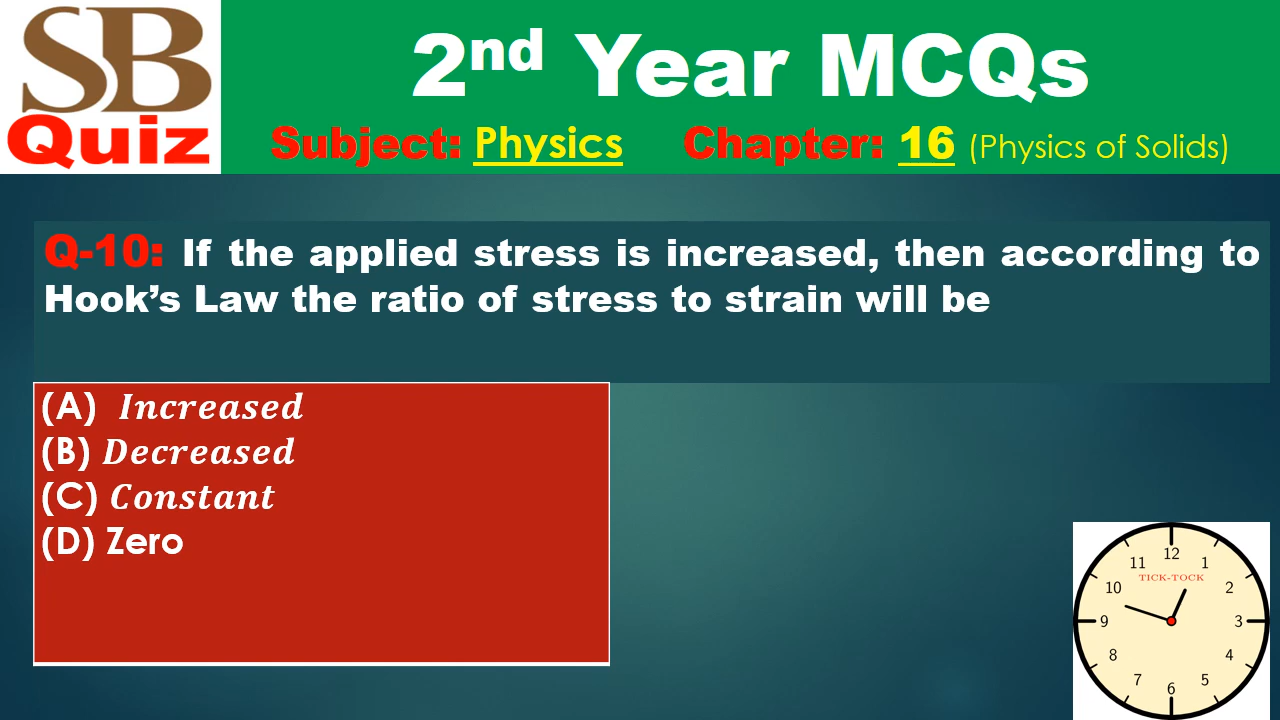 SB
Quiz
2nd Year MCQs
Subject: Physics Chapter: 16 (Physics of Solids)
Q-10: If the applied stress is increased, then according to
Hook’s Law the ratio of stress to strain will be
(A) Increased
(B) Decreased
(C) Constant
(D) Zero
12
11 1
TICK-TOCK
10 2
9 3
8 4
7 5
6